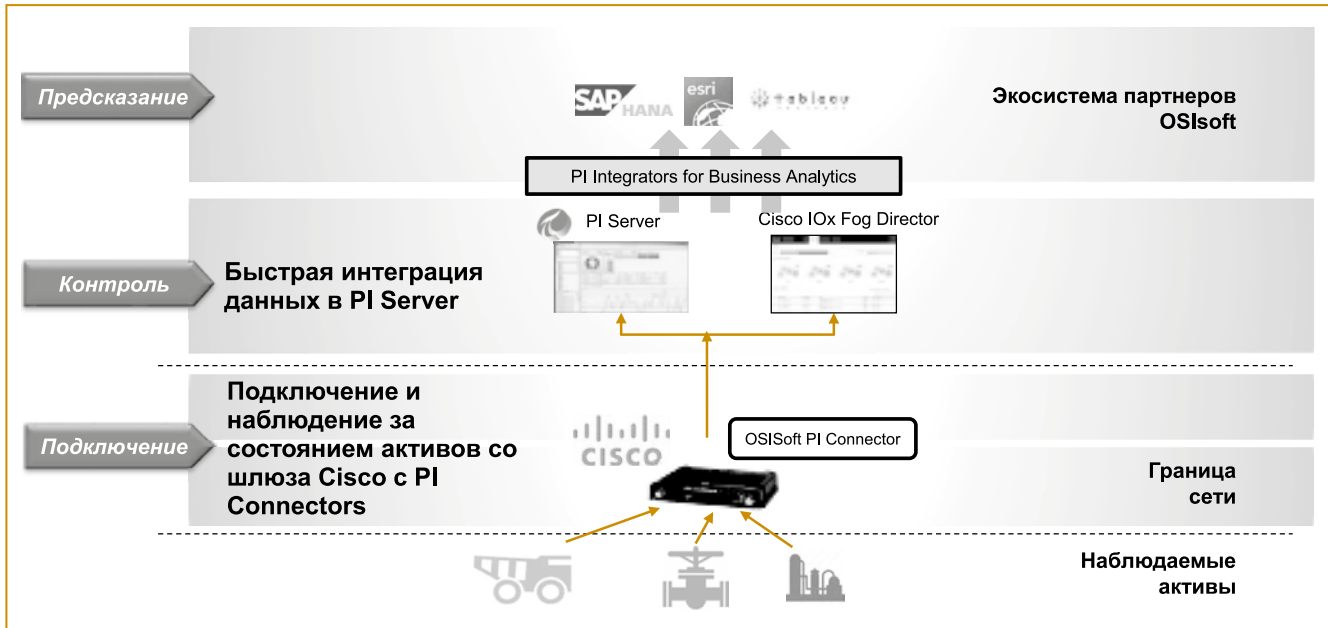 Предсказание
SAP HANA
esri
tableau
Экосистема партнеров
OSIsoft
PI Integrators for Business Analytics
PI Server
Cisco IOx Fog Director
Контроль
Быстрая интеграция
данных в PI Server
Подключение
Подключение и
наблюдение за
состоянием активов со
шлюза Cisco с PI
Connectors
CISCO
OSISoft PI Connector
Граница
сети
Наблюдаемые
активы